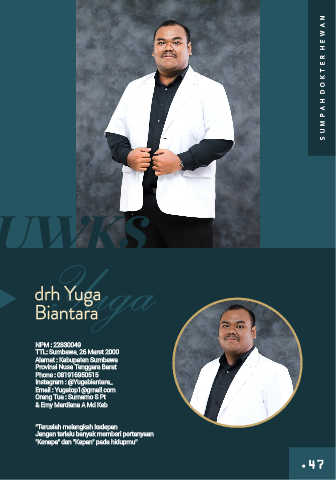 SUMPAH DOKTER HEWAN
UWKS
Yuga
drh Yuga
Biantara
NPM : 22830049
TTL: Sumbawa, 26 Maret 2000
Alamat : Kabupaten Sumbawa
Provinsi Nusa Tenggara Barat
Phone : 081916950515
Instagram : @Yugabiantara_
Email : Yugatop1@gmail.com
Orang Tua : Sumarno S Pt
& Emy Merdiana A Md Keb
"Teruslah melangkah kedepan
Jangan terlalu banyak memberi pertanyaan
"Kenapa" dan "Kapan" pada hidupmu"
47